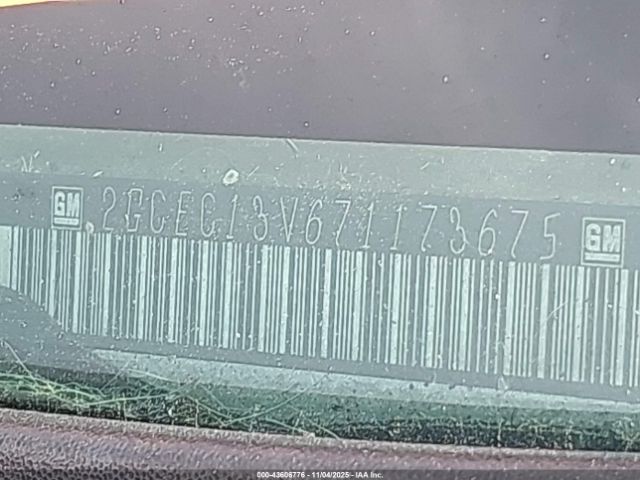 GM 2GCEC13V671173675 GM
000-43606776 - 11/04/2025 - IAA Inc.